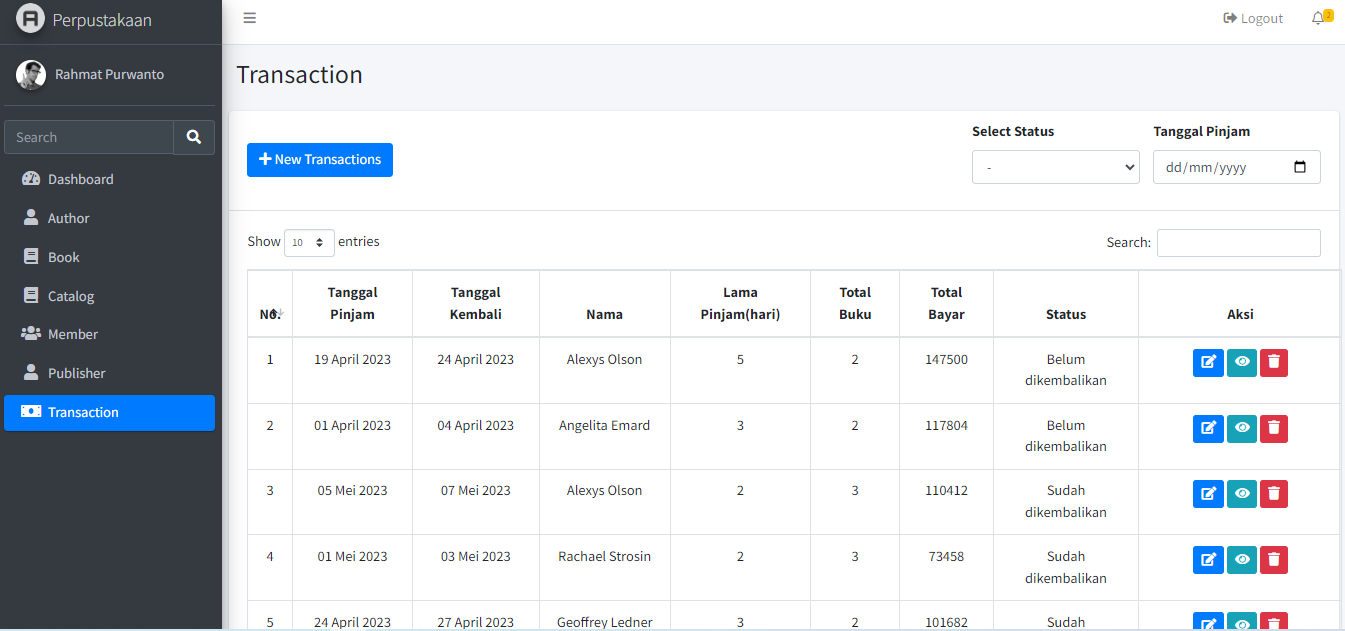 Perpustakaan
Logout
2
Rahmat Purwanto
Transaction
Search
Dashboard
Author
Book
Catalog
Member
Publisher
Transaction
New Transactions
Select Status
-
Tanggal Pinjam
dd/mm/yyyy
Show 10 entries
Search:
No.
Tanggal
Pinjam
Tanggal
Kembali
Nama
Lama
Pinjam(hari)
Total
Buku
Total
Bayar
Status
Aksi
1 19 April 2023 24 April 2023 Alexys Olson 5 2 147500 Belum
dikembalikan
2 01 April 2023 04 April 2023 Angelita Emard 3 2 117804 Belum
dikembalikan
3 05 Mei 2023 07 Mei 2023 Alexys Olson 2 3 110412 Sudah
dikembalikan
4 01 Mei 2023 03 Mei 2023 Rachael Strosin 2 3 73458 Sudah
dikembalikan
5 24 April 2023 27 April 2023 Geoffrey Ledner 3 2 101682 Sudah